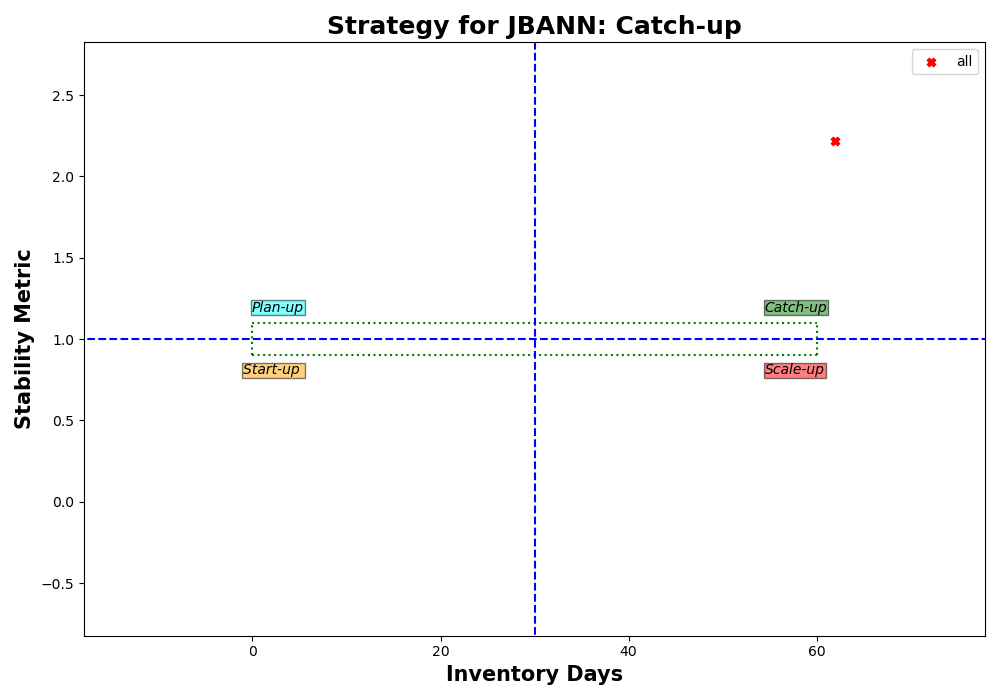 Strategy for JBANN: Catch-up
all
2.5
2.0
1.5
1.0
0.5
0.0
−0.5
Stability Metric
Plan-up
Catch-up
Start-up
Scale-up
0 20 40 60
Inventory Days